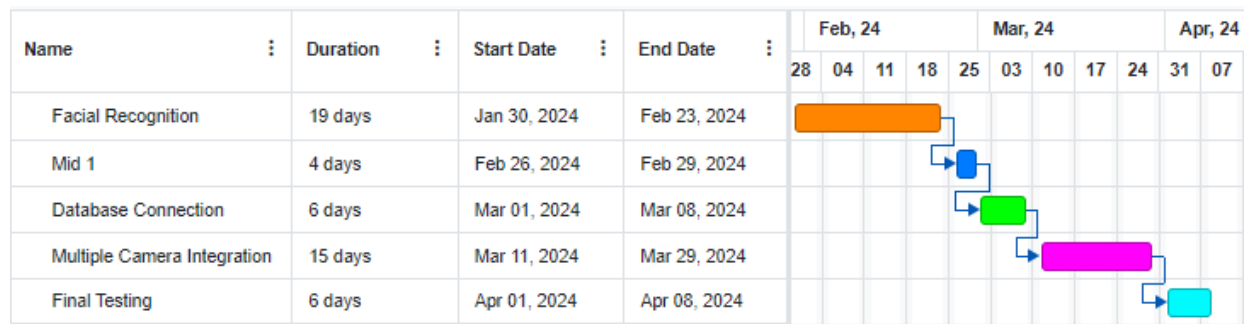 Name Duration Start Date End Date Feb, 24 Mar, 24 Apr, 24
28 04 11 18 25 03 10 17 24 31 07
Facial Recognition 19 days Jan 30, 2024 Feb 23, 2024
Mid 1 4 days Feb 26, 2024 Feb 29, 2024
Database Connection 6 days Mar 01, 2024 Mar 08, 2024
Multiple Camera Integration 15 days Mar 11, 2024 Mar 29, 2024
Final Testing 6 days Apr 01, 2024 Apr 08, 2024